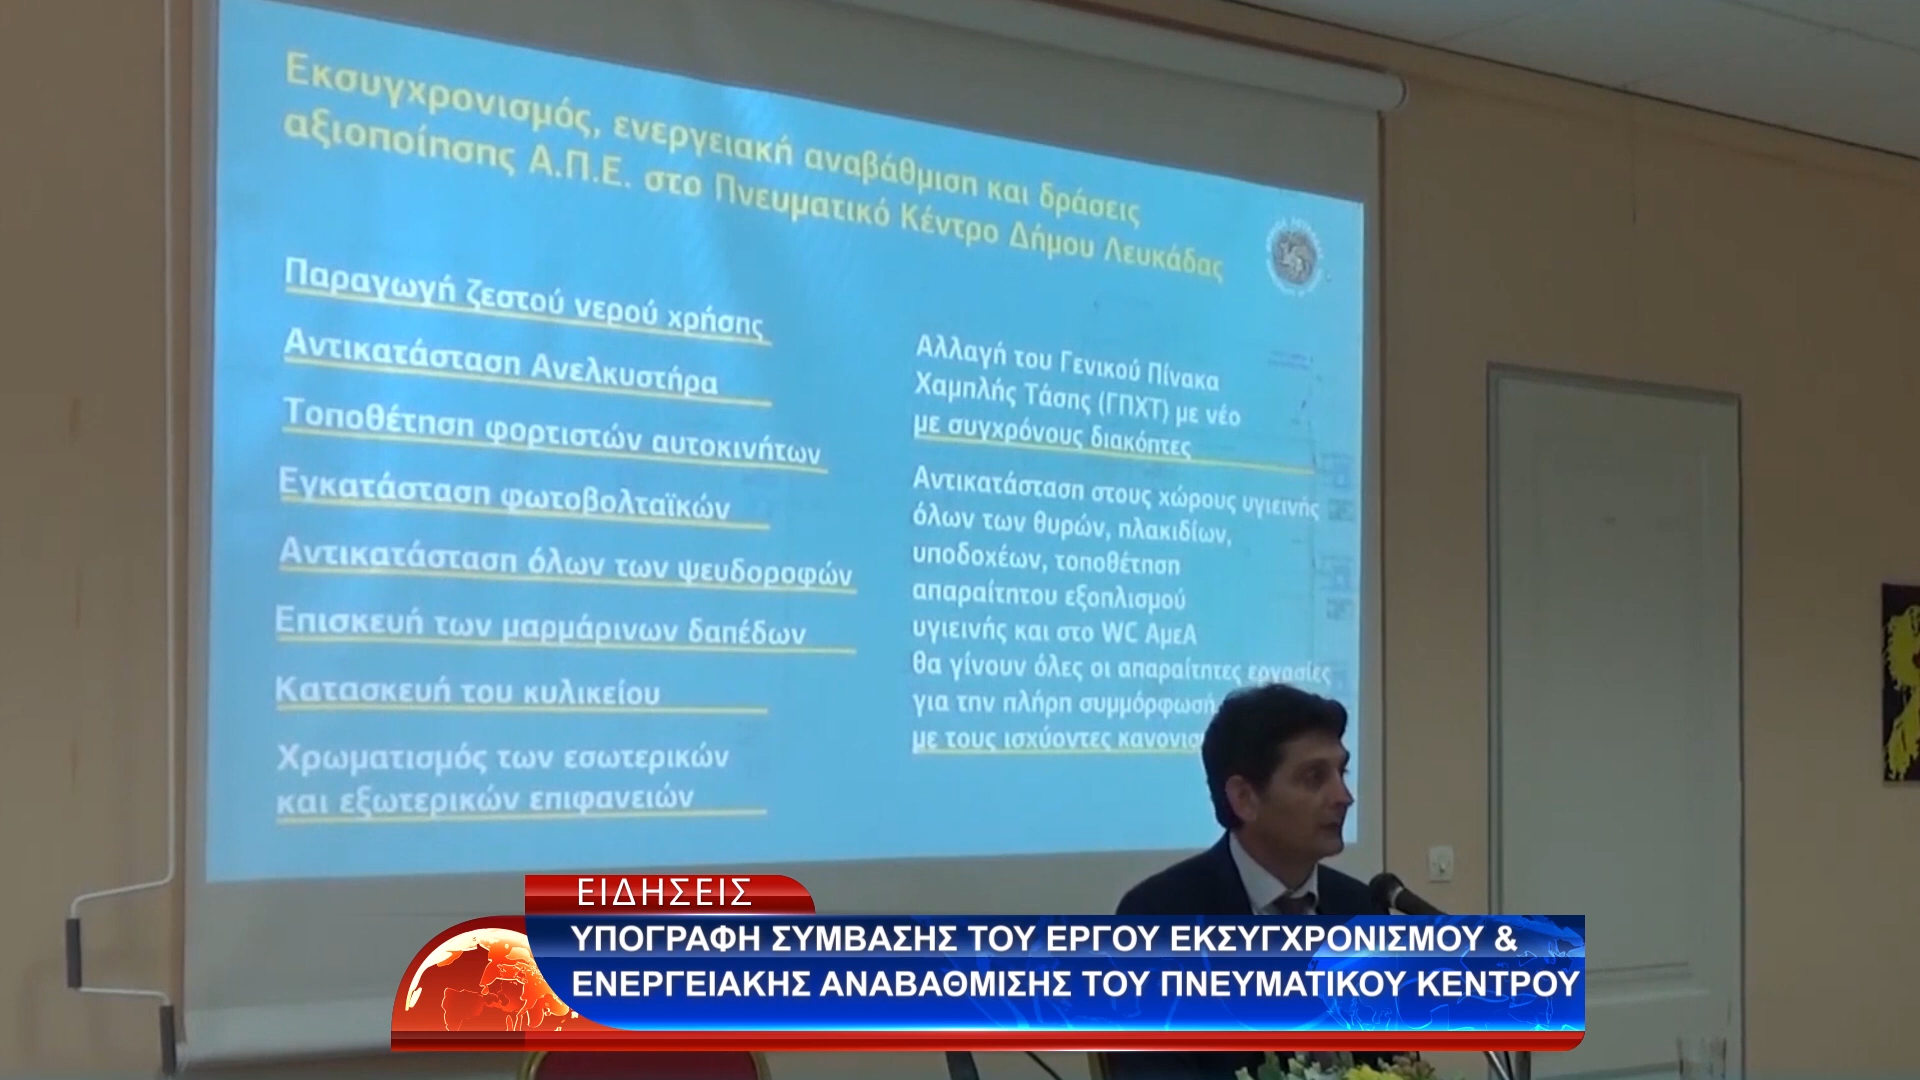 Εκσυγχρονισμός, ενεργειακή αναβάθμιση και δράσεις
αξιοποίησης Α.Π.Ε. στο Πνευματικό Κέντρο Δήμου Λευκάδας
Παραγωγή ζεστού νερού χρήσης
Αντικατάσταση Ανελκυστήρα
Τοποθέτηση φορτιστών αυτοκινήτων
Εγκατάσταση φωτοβολταϊκών
Αντικατάσταση όλων των ψευδοροφών
Επισκευή των μαρμάρινων δαπέδων
Κατασκευή του κυλικείου
Χρωματισμός των εσωτερικών
και εξωτερικών επιφανειών
Αλλαγή του Γενικού Πίνακα
Χαμηλής Τάσης (ΓΠΧΤ) με νέο
με συγχρόνους διακόπτες
Αντικατάσταση στους χώρους υγιεινής
όλων των θυρών, πλακιδίων,
υποδοχέων, τοποθέτηση
απαραίτητου εξοπλισμού
υγιεινής και στο WC ΑμεΑ
θα γίνουν όλες οι απαραίτητες εργασίες
για την πλήρη συμμόρφωσή
με τους ισχύοντες
ΕΙΔΗΣΕΙΣ
ΥΠΟΓΡΑΦΗ ΣΥΜΒΑΣΗΣ ΤΟΥ ΕΡΓΟΥ ΕΚΣΥΓΧΡΟΝΙΣΜΟΥ &
ΕΝΕΡΓΕΙΑΚΗΣ ΑΝΑΒΑΘΜΙΣΗΣ ΤΟΥ ΠΝΕΥΜΑΤΙΚΟΥ ΚΕΝΤΡΟΥ